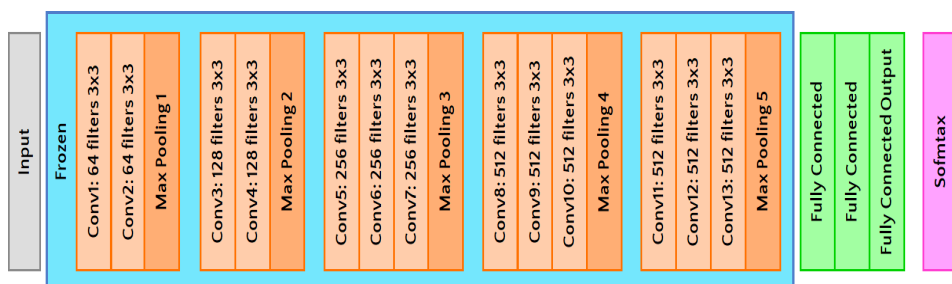 Input
Frozen
Conv1: 64 filters 3x3
Conv2: 64 filters 3x3
Max Pooling 1
Conv3: 128 filters 3x3
Conv4: 128 filters 3x3
Max Pooling 2
Conv5: 256 filters 3x3
Conv6: 256 filters 3x3
Conv7: 256 filters 3x3
Max Pooling 3
Conv8: 512 filters 3x3
Conv9: 512 filters 3x3
Conv10: 512 filters 3x3
Max Pooling 4
Conv11: 512 filters 3x3
Conv12: 512 filters 3x3
Conv13: 512 filters 3x3
Max Pooling 5
Fully Connected
Fully Connected
Fully Connected Output
Sofmtax